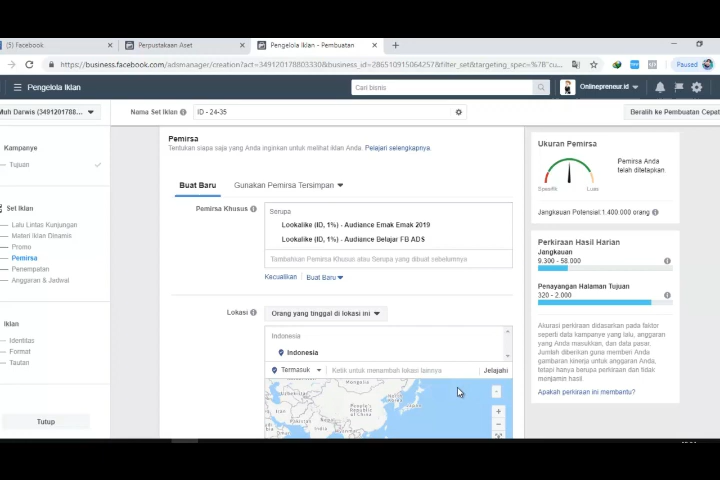 (5) Facebook
Perpustakaan Aset
Pengelola Iklan - Pembuatan
https://business.facebook.com/adsmanager/creation?act=349120178803330&business_id=286510915064257&filter_set&targeting_spec=%7B"cu...
Paused
Pengelola Iklan
Cari bisnis
Onlinepreneur.id
Muh Darwis (3491201788...
Nama Set Iklan
ID - 24-35
Beralih ke Pembuatan Cepat
Kampanye
Tujuan
Set Iklan
Lalu Lintas Kunjungan
Materi Iklan Dinamis
Promo
Pemirsa
Penempatan
Anggaran & Jadwal
Iklan
Identitas
Format
Tautan
Tutup
Pemirsa
Tentukan siapa saja yang Anda inginkan untuk melihat iklan Anda. Pelajari selengkapnya.
Buat Baru
Gunakan Pemirsa Tersimpan
Pemirsa Khusus
Serupa
Lookalike (ID, 1%) - Audiance Emak Emak 2019
Lookalike (ID, 1%) - Audiance Belajar FB ADS
Tambahkan Pemirsa Khusus atau Serupa yang dibuat sebelumnya
Kecualikan
Buat Baru
Lokasi
Orang yang tinggal di lokasi ini
Indonesia
Indonesia
Termasuk
Ketik untuk menambah lokasi lainnya
Jelajahi
Uzbekistan
Mongolia
People's
Republic
of China
Ukuran Pemirsa
Pemirsa Anda
telah ditetapkan
Spesifik
Luas
Jangkauan Potensial:1.400.000 orang
Perkiraan Hasil Harian
Jangkauan
9.300 - 58.000
Penayangan Halaman Tujuan
320 - 2.000
Akurasi perkiraan didasarkan pada faktor
seperti data kampanye yang lalu, anggaran
yang Anda masukkan, dan data pasar.
Jumlah diberikan guna memberi Anda
gambaran kinerja untuk anggaran Anda,
tetapi hanya berupa perkiraan dan tidak
menjamin hasil
Apakah perkiraan ini membantu?